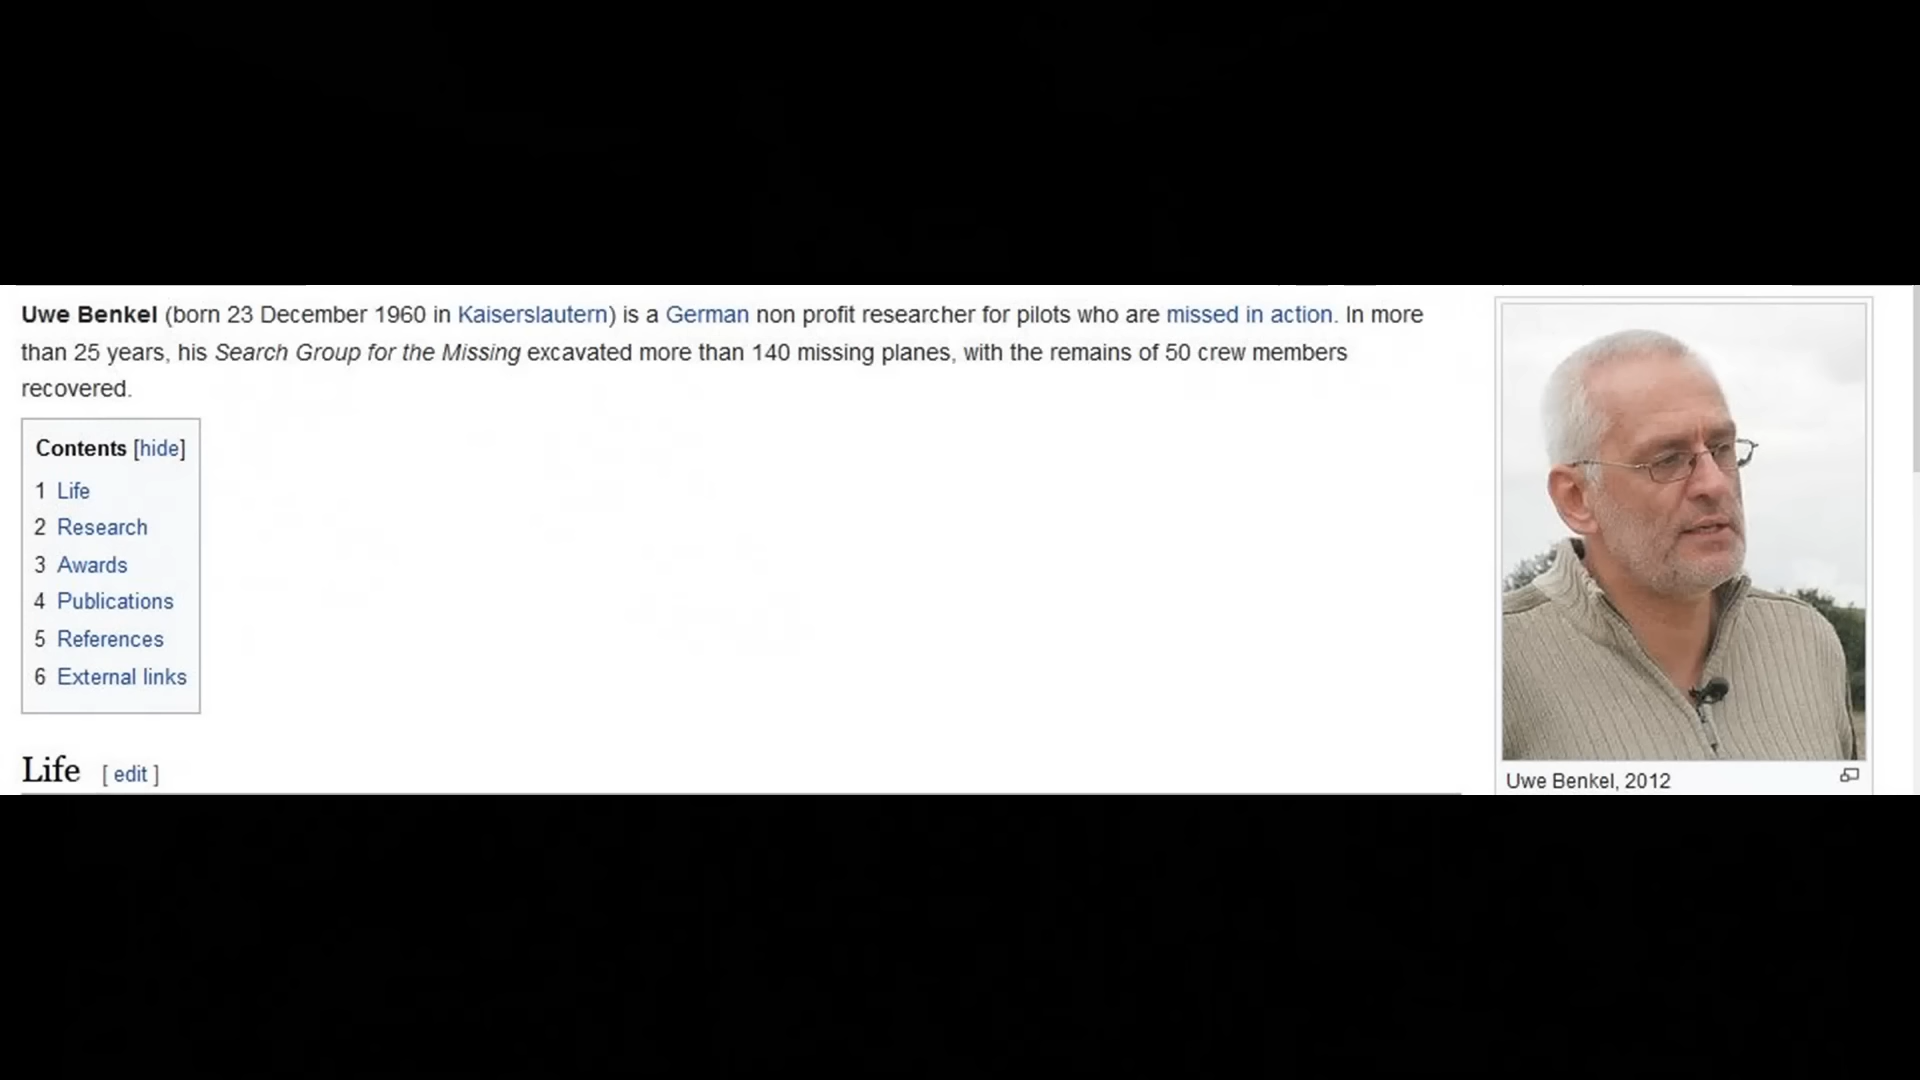 Uwe Benkel (born 23 December 1960 in Kaiserslautern) is a German non profit researcher for pilots who are missed in action. In more
than 25 years, his Search Group for the Missing excavated more than 140 missing planes, with the remains of 50 crew members
recovered.
Contents [hide]
1 Life
2 Research
3 Awards
4 Publications
5 References
6 External links
Life [ edit ]
Uwe Benkel, 2012